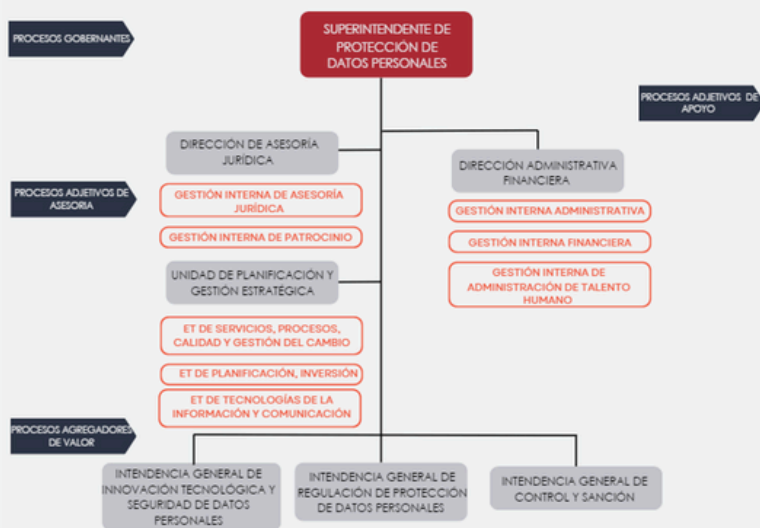 PROCESOS GOBERNANTES
SUPERINTENDENTE DE
PROTECCIÓN DE
DATOS PERSONALES
PROCESOS ADJETIVOS DE
APOYO
DIRECCIÓN DE ASESORÍA
JURÍDICA
DIRECCIÓN ADMINISTRATIVA
FINANCIERA
PROCESOS ADJETIVOS DE
ASESORIA
GESTIÓN INTERNA DE ASESORÍA
JURÍDICA
GESTIÓN INTERNA DE PATROCINIO
GESTIÓN INTERNA ADMINISTRATIVA
GESTIÓN INTERNA FINANCIERA
GESTIÓN INTERNA DE
ADMINISTRACIÓN DE TALENTO
HUMANO
UNIDAD DE PLANIFICACIÓN Y
GESTIÓN ESTRATÉGICA
ET DE SERVICIOS, PROCESOS,
CALIDAD Y GESTIÓN DEL CAMBIO
ET DE PLANIFICACIÓN, INVERSIÓN
ET DE TECNOLOGÍAS DE LA
INFORMACIÓN Y COMUNICACIÓN
PROCESOS AGREGADORES
DE VALOR
INTENDENCIA GENERAL DE
INNOVACIÓN TECNOLÓGICA Y
SEGURIDAD DE DATOS
PERSONALES
INTENDENCIA GENERAL DE
REGULACIÓN DE PROTECCIÓN
DE DATOS PERSONALES
INTENDENCIA GENERAL DE
CONTROL Y SANCIÓN